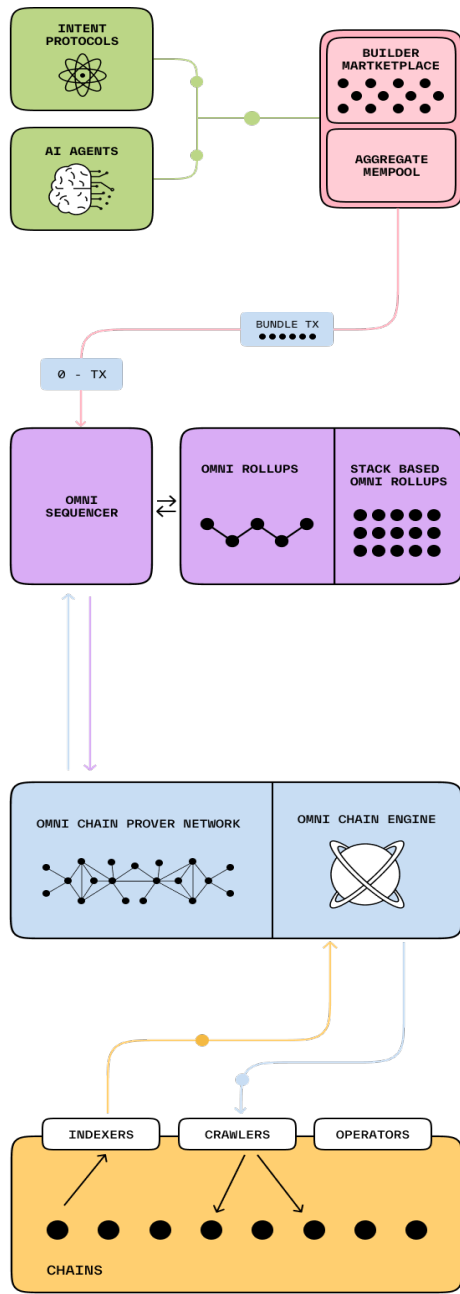 INTENT
PROTOCOLS
AI AGENTS
BUILDER
MARTKETPLACE
AGGREGATE
MEMPOOL
BUNDLE TX
0 - TX
OMNI
SEQUENCER
OMNI ROLLUPS
STACK BASED
OMNI ROLLUPS
OMNI CHAIN PROVER NETWORK
OMNI CHAIN ENGINE
INDEXERS
CRAWLERS
OPERATORS
CHAINS